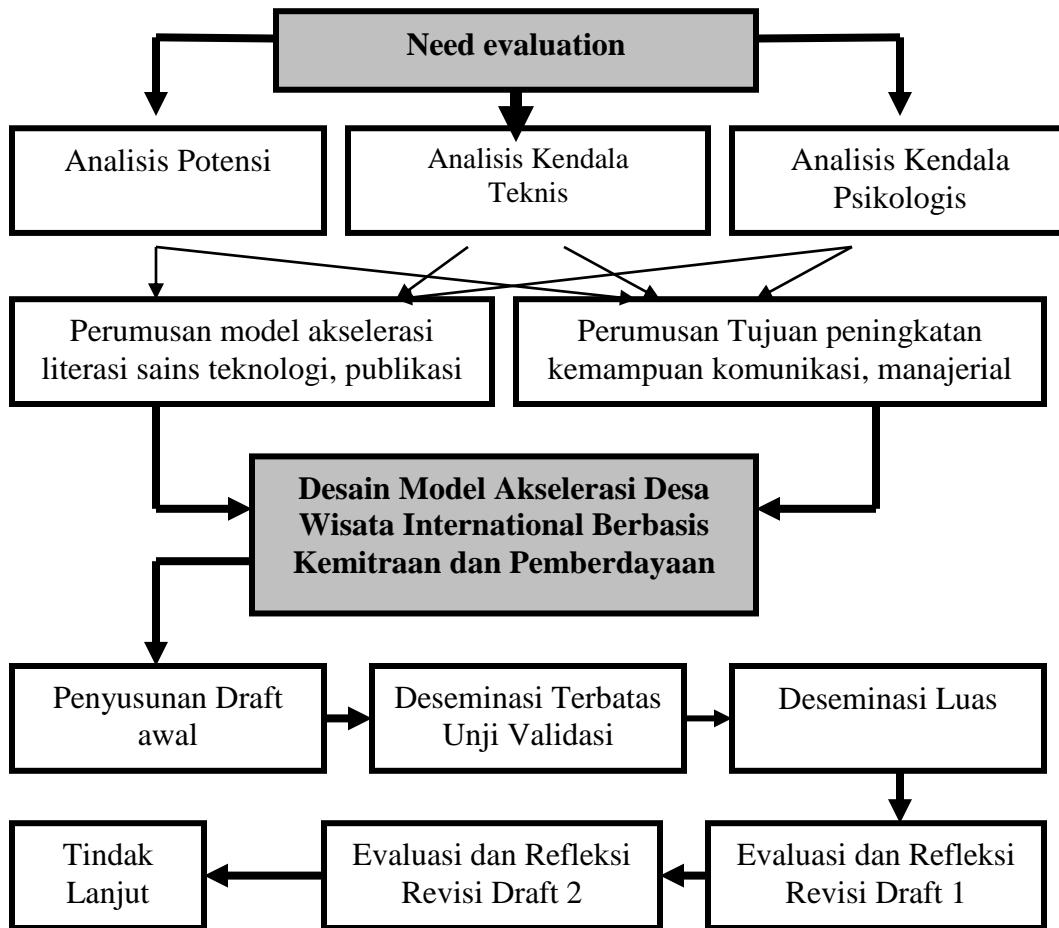 Need evaluation
Analisis Potensi
Analisis Kendala
Teknis
Analisis Kendala
Psikologis
Perumusan model akselerasi
literasi sains teknologi, publikasi
Perumusan Tujuan peningkatan
kemampuan komunikasi, manajerial
Desain Model Akselerasi Desa
Wisata International Berbasis
Kemitraan dan Pemberdayaan
Penyusunan Draft
awal
Deseminasi Terbatas
Unji Validasi
Deseminasi Luas
Tindak
Lanjut
Evaluasi dan Refleksi
Revisi Draft 2
Evaluasi dan Refleksi
Revisi Draft 1